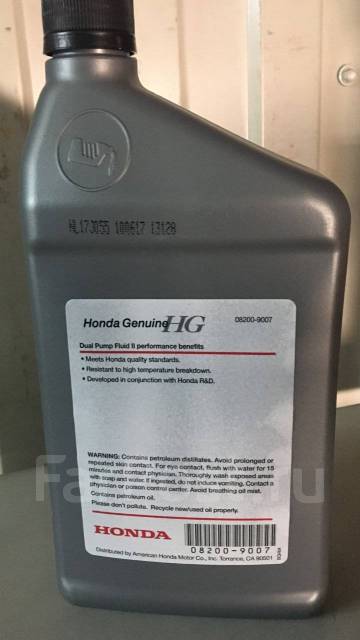 NL17J055 100617 13128
Honda Genuine HG 08200-9007
Dual Pump Fluid II performance benefits
• Meets Honda quality standards.
• Resistant to high temperature breakdown.
• Developed in conjunction with Honda R&D.
WARNING: Contains petroleum distillates. Avoid prolonged or
repeated skin contact. For eye contact, flush with water for 15
minutes and contact physician. Thoroughly wash exposed areas
with soap and water. If ingested, do not induce vomiting. Contact a
physician or poison control center. Avoid breathing oil mist.
Contains petroleum oil.
Please don't pollute. Recycle new/used oil properly.
HONDA
08200-9007
Distributed by American Honda Motor Co., Inc. Torrance, CA 90501